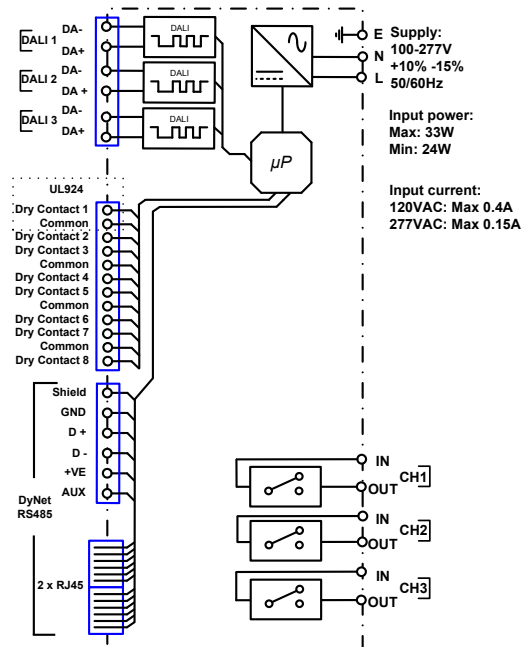 DALI 1
DA-
DA+
DALI 2
DA-
DA +
DALI 3
DA-
DA+
DALI
DALI
DALI
µP
E
N
L
Supply:
100-277V
+10% -15%
50/60Hz
Input power:
Max: 33W
Min: 24W
Input current:
120VAC: Max 0.4A
277VAC: Max 0.15A
UL924
Dry Contact 1
Common
Dry Contact 2
Dry Contact 3
Common
Dry Contact 4
Dry Contact 5
Common
Dry Contact 6
Dry Contact 7
Common
Dry Contact 8
Shield
GND
D +
D -
+VE
AUX
DyNet
RS485
2 x RJ45
IN
OUT
CH1
IN
OUT
CH2
IN
OUT
CH3